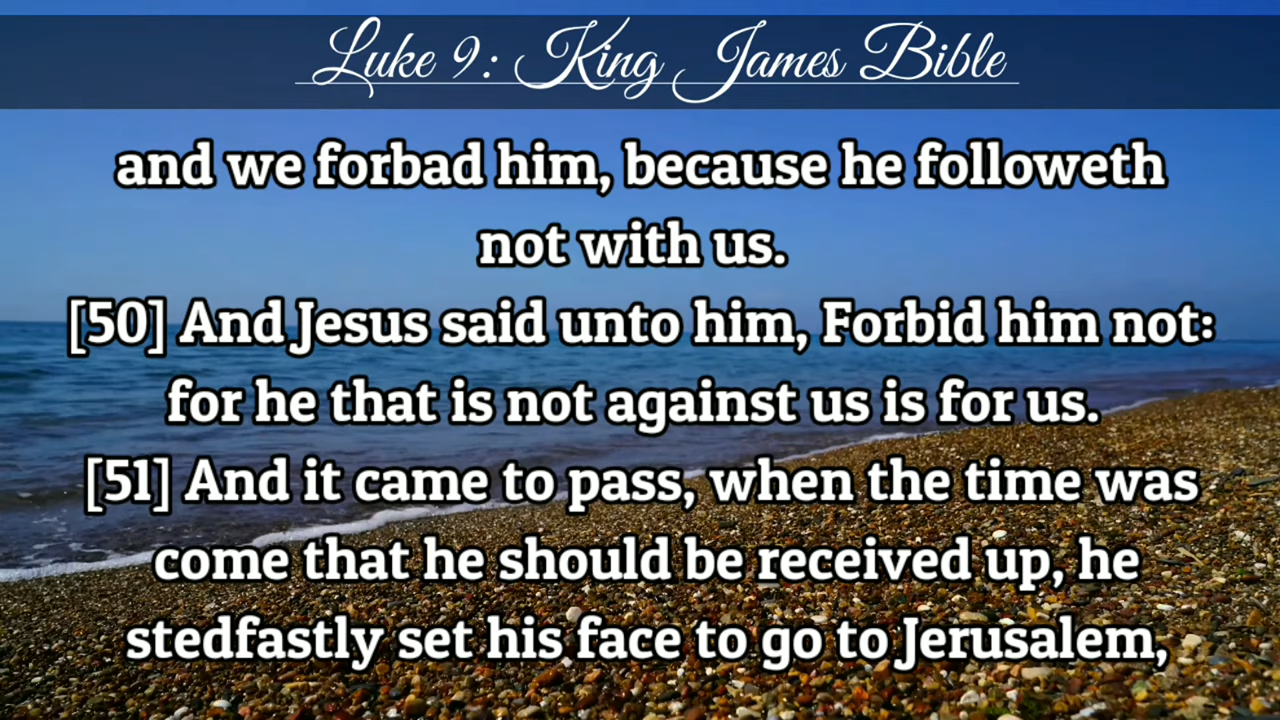 Luke 9: King James Bible
and we forbad him, because he followeth
not with us.
[50] And Jesus said unto him, Forbid him not:
for he that is not against us is for us.
[51] And it came to pass, when the time was
come that he should be received up, he
stedfastly set his face to go to Jerusalem,